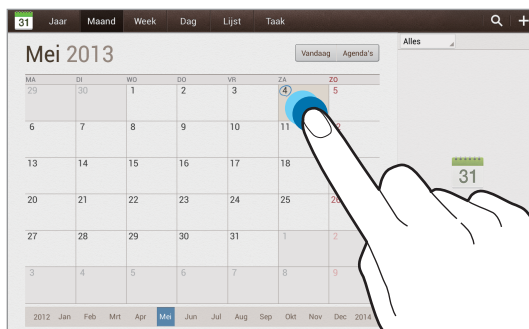 31 Jaar Maand Week Dag Lijst Taak
Alles
Mei 2013 Vandaag Agenda's
MA DI WO DO VR ZA ZO
29 30 1 2 3 4 5
6 7 8 9 10 11
13 14 15 16 17 18
31
20 21 22 23 24 25
27 28 29 30 31 1 2
3 4 5 6 7 8 9
2012 Jan Feb Mrt Apr Mei Jun Jul Aug Sep Okt Nov Dec 2014